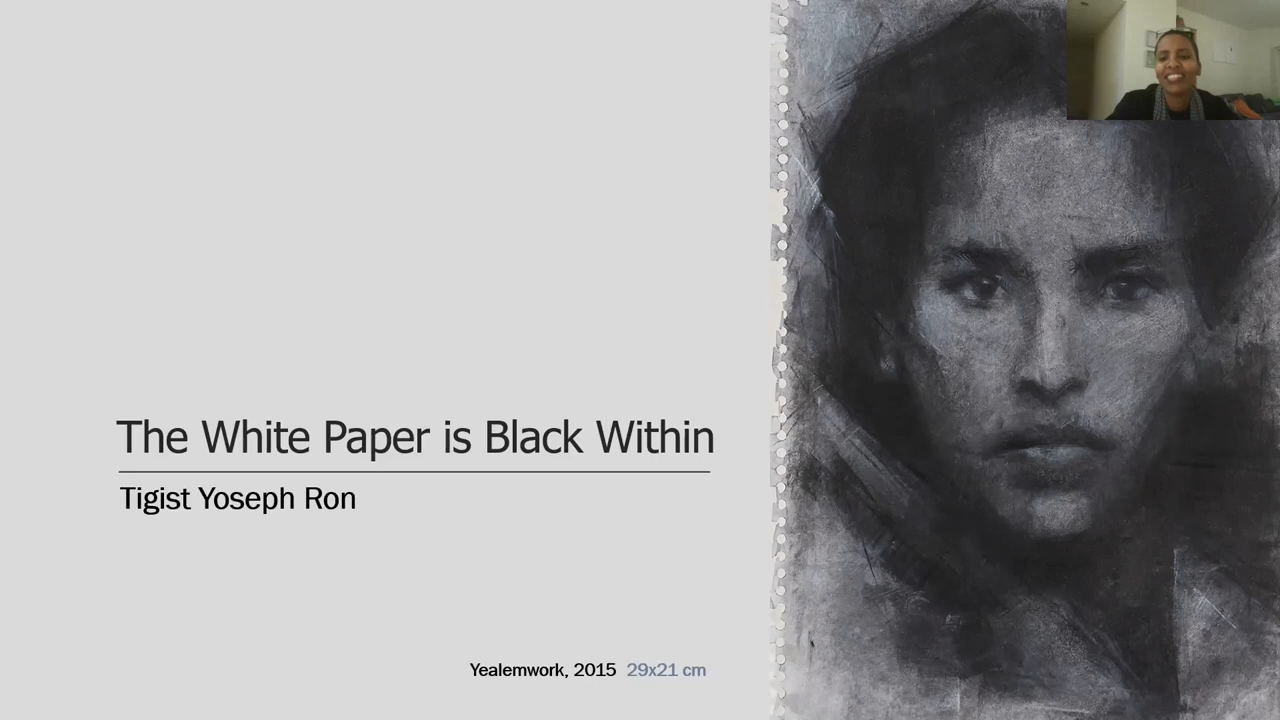 The White Paper is Black Within
Tigist Yoseph Ron
Yealemwork, 2015 29x21 cm